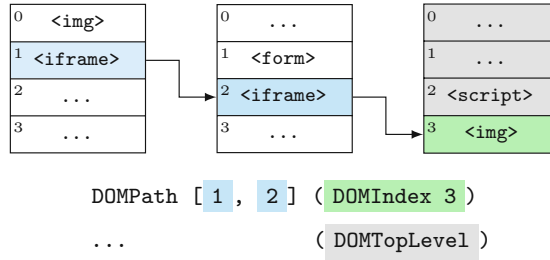 0 <img> 0 ... 0 ...
1 <iframe> 1 <form> 1 ...
2 ... 2 <iframe> 2 <script>
3 ... 3 ... 3 <img>
DOMPath [ 1 , 2 ] ( DOMIndex 3 )
... ( DOMTopLevel )